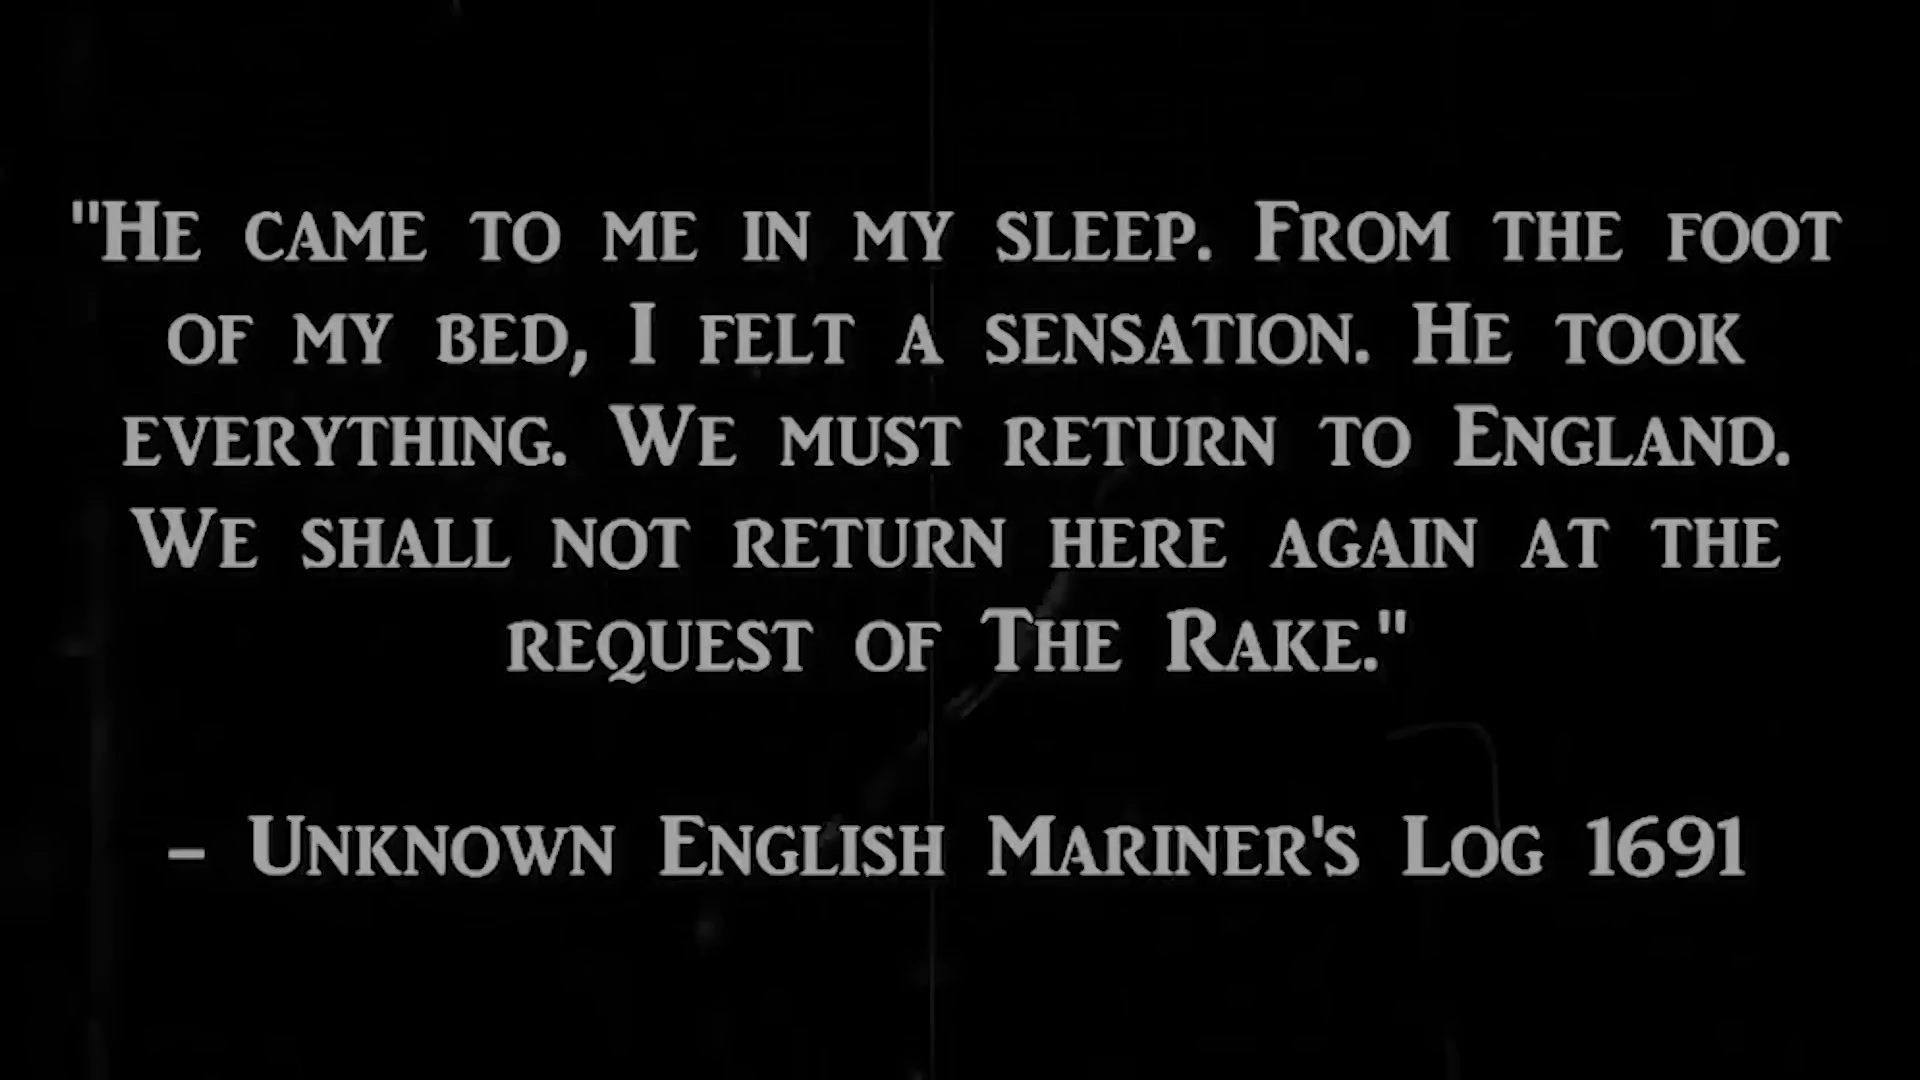 "He came to me in my sleep. From the foot
of my bed, I felt a sensation. He took
everything. We must return to England.
We shall not return here again at the
request of The Rake."
– Unknown English Mariner's Log 1691